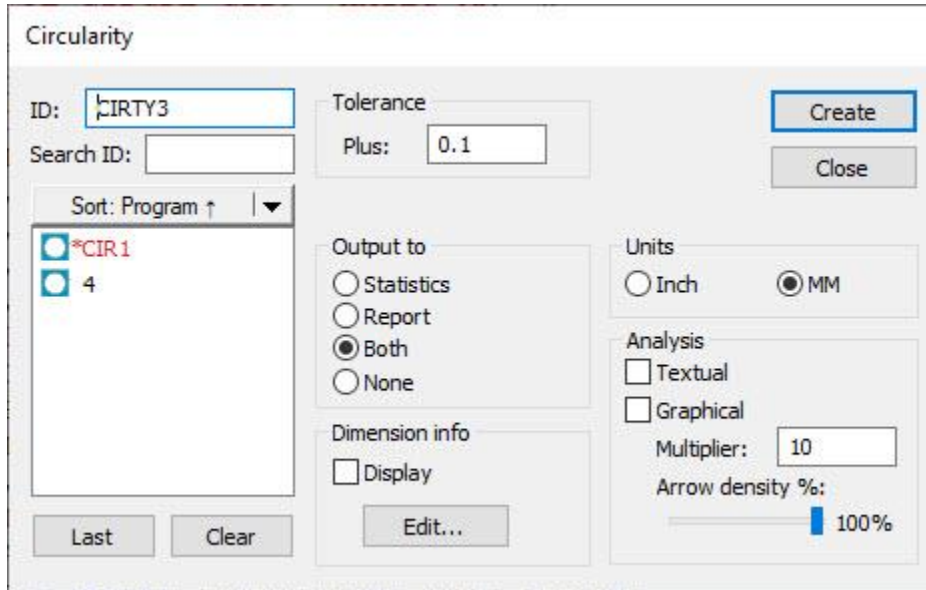 Circularity
ID: CIRTY3
Search ID:
Sort: Program ↑
*CIR1
4
Last Clear
Tolerance
Plus: 0.1
Output to
Statistics
Report
Both
None
Dimension info
Display
Edit...
Create
Close
Units
Inch MM
Analysis
Textual
Graphical
Multiplier: 10
Arrow density %:
100%